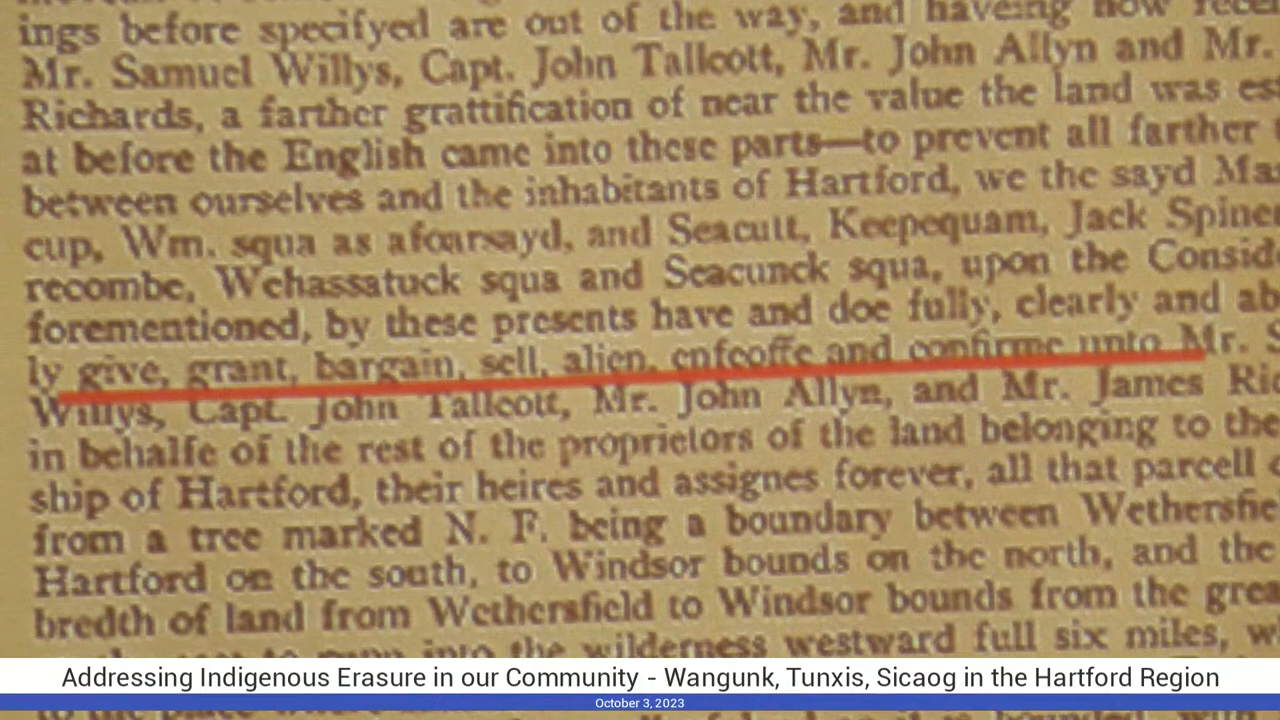 ings before specifyed are out of the way, and haveing now
Mr. Samuel Willys, Capt. John Tallcott, Mr. John Allyn and Mr.
Richards, a farther grattification of near the value the land was
at before the English came into these parts—to prevent all farther
between ourselves and the inhabitants of Hartford, we the sayd
cup, Wm. squa as afoarsayd, and Seacutt, Keepequam, Jack
recombe, Wehassatuck squa and Seacunck squa, upon the
forementioned, by these presents have and doe fully, clearly and
ly give, grant, bargain, sell, alien, enfeoffe and confirme unto Mr. S
Willys, Capt. John Tallcott, Mr. John Allyn, and Mr. James
in behalfe of the rest of the proprietors of the land belonging to the
ship of Hartford, their heires and assignes forever, all that parcell
from a tree marked N. F. being a boundary between
Hartford on the south, to Windsor bounds on the north, and the
bredth of land from Wethersfield to Windsor bounds from the
into the wilderness westward full six miles,
Addressing Indigenous Erasure in our Community - Wangunk, Tunxis, Sicaog in the Hartford Region
October 3, 2023